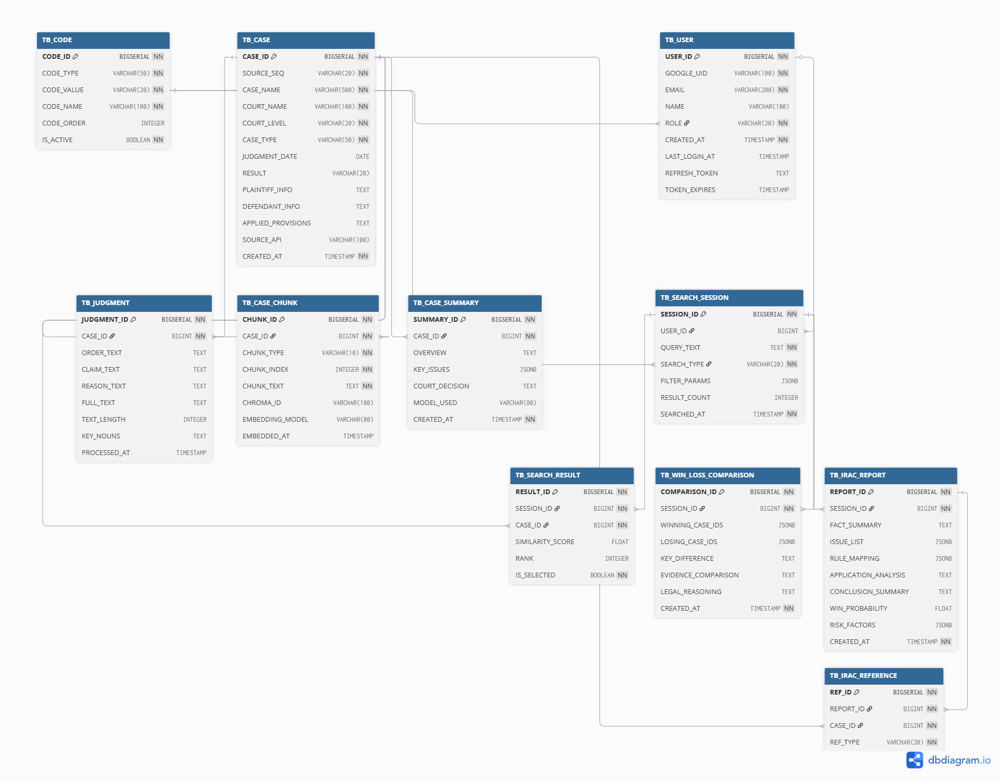 TB_CODE
CODE_ID BIGSERIAL NN
CODE_TYPE VARCHAR(50) NN
CODE_VALUE VARCHAR(20) NN
CODE_NAME VARCHAR(100) NN
CODE_ORDER INTEGER
IS_ACTIVE BOOLEAN NN
TB_CASE
CASE_ID BIGSERIAL NN
SOURCE_SEQ VARCHAR(20) NN
CASE_NAME VARCHAR(500) NN
COURT_NAME VARCHAR(100) NN
COURT_LEVEL VARCHAR(20) NN
CASE_TYPE VARCHAR(50) NN
JUDGMENT_DATE DATE
RESULT VARCHAR(20)
PLAINTIFF_INFO TEXT
DEFENDANT_INFO TEXT
APPLIED_PROVISIONS TEXT
SOURCE_API VARCHAR(100)
CREATED_AT TIMESTAMP NN
TB_USER
USER_ID BIGSERIAL NN
GOOGLE_UID VARCHAR(100) NN
EMAIL VARCHAR(200) NN
NAME VARCHAR(100)
ROLE VARCHAR(20) NN
CREATED_AT TIMESTAMP NN
LAST_LOGIN_AT TIMESTAMP
REFRESH_TOKEN TEXT
TOKEN_EXPIRES TIMESTAMP
TB_JUDGMENT
JUDGMENT_ID BIGSERIAL NN
CASE_ID BIGINT NN
ORDER_TEXT TEXT
CLAIM_TEXT TEXT
REASON_TEXT TEXT
FULL_TEXT TEXT
TEXT_LENGTH INTEGER
KEY_NOUNS TEXT
PROCESSED_AT TIMESTAMP
TB_CASE_CHUNK
CHUNK_ID BIGSERIAL NN
CASE_ID BIGINT NN
CHUNK_TYPE VARCHAR(10) NN
CHUNK_INDEX INTEGER NN
CHUNK_TEXT TEXT NN
CHROMA_ID VARCHAR(100)
EMBEDDING_MODEL VARCHAR(80)
EMBEDDED_AT TIMESTAMP
TB_CASE_SUMMARY
SUMMARY_ID BIGSERIAL NN
CASE_ID BIGINT NN
OVERVIEW TEXT
KEY_ISSUES JSONB
COURT_DECISION TEXT
MODEL_USED VARCHAR(80)
CREATED_AT TIMESTAMP NN
TB_SEARCH_SESSION
SESSION_ID BIGSERIAL NN
USER_ID BIGINT
QUERY_TEXT TEXT NN
SEARCH_TYPE VARCHAR(20) NN
FILTER_PARAMS JSONB
RESULT_COUNT INTEGER
SEARCHED_AT TIMESTAMP NN
TB_SEARCH_RESULT
RESULT_ID BIGSERIAL NN
SESSION_ID BIGINT NN
CASE_ID BIGINT NN
SIMILARITY_SCORE FLOAT
RANK INTEGER
IS_SELECTED BOOLEAN NN
TB_WIN_LOSS_COMPARISON
COMPARISON_ID BIGSERIAL NN
SESSION_ID BIGINT NN
WINNING_CASE_IDS JSONB
LOSING_CASE_IDS JSONB
KEY_DIFFERENCE TEXT
EVIDENCE_COMPARISON TEXT
LEGAL_REASONING TEXT
CREATED_AT TIMESTAMP NN
TB_IRAC_REPORT
REPORT_ID BIGSERIAL NN
SESSION_ID BIGINT NN
FACT_SUMMARY TEXT
ISSUE_LIST JSONB
RULE_MAPPING JSONB
APPLICATION_ANALYSIS TEXT
CONCLUSION_SUMMARY TEXT
WIN_PROBABILITY FLOAT
RISK_FACTORS JSONB
CREATED_AT TIMESTAMP NN
TB_IRAC_REFERENCE
REF_ID BIGSERIAL NN
REPORT_ID BIGINT NN
CASE_ID BIGINT NN
REF_TYPE VARCHAR(20) NN
dbdiagram.io